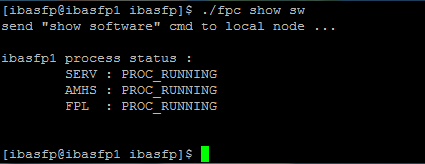 [ibasfp@ibasfp1 ibasfp]$ ./fpc show sw
send "show software" cmd to local node ...
ibasfp1 process status :
SERV : PROC_RUNNING
AMHS : PROC_RUNNING
FPL : PROC_RUNNING
[ibasfp@ibasfp1 ibasfp]$